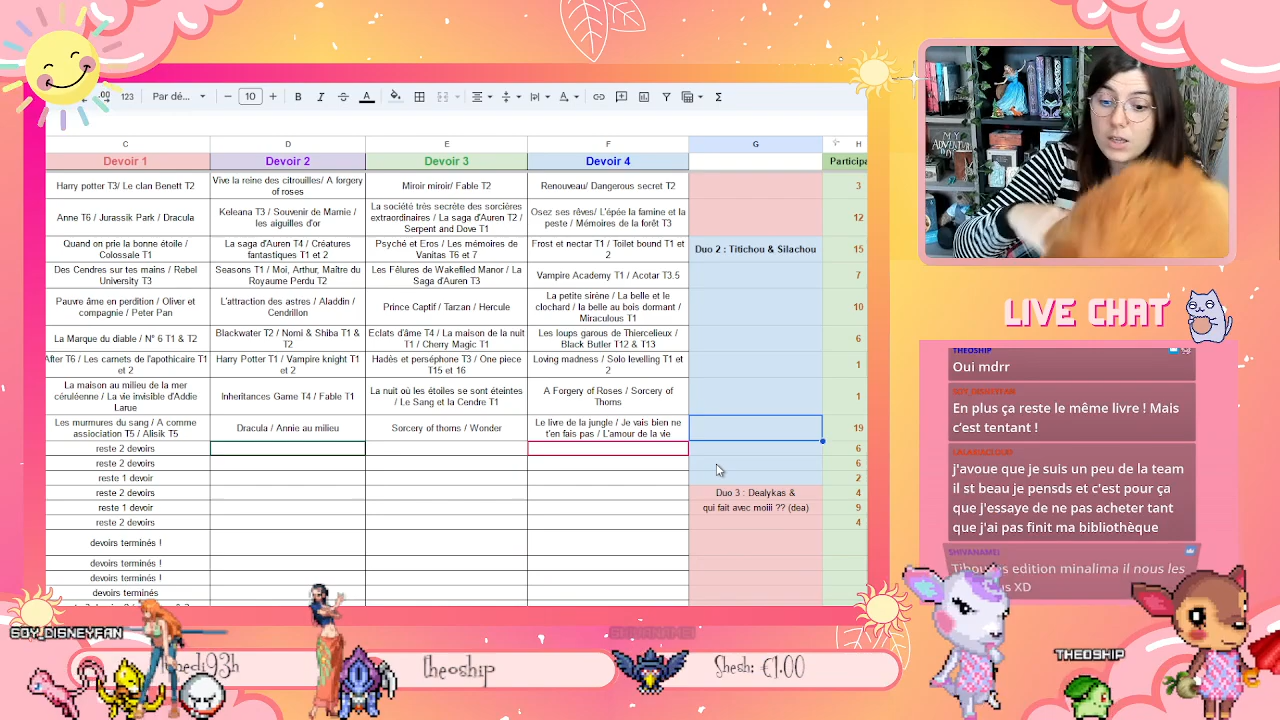 .00 123 Par dé... 10 B I A Σ
C D E F G H
Devoir 1 Devoir 2 Devoir 3 Devoir 4 Participa
Harry potter T3/ Le clan Benett T2
Vive la reine des citrouilles/ A forgery
of roses
Miroir miroir/ Fable T2
Renouveau/ Dangerous secret T2
3
Anne T6 / Jurassik Park / Dracula
Keleana T3 / Souvenir de Mamie /
les aiguilles d'or
La société très secrète des sorcières
extraordinaires / La saga d'Auren T2 /
Serpent and Dove T1
Osez ses rêves/ L'épée la famine et la
peste / Mémoires de la forêt T3
12
Quand on prie la bonne étoile /
Colossale T1
La saga d'Auren T4 / Créatures
fantastiques T1 et 2
Psyché et Eros / Les mémoires de
Vanitas T6 et 7
Frost et nectar T1 / Toilet bound T1 et
2
Duo 2 : Titichou & Silachou
15
Des Cendres sur tes mains / Rebel
University T3
Seasons T1 / Moi, Arthur, Maître du
Royaume Perdu T2
Les Fêlures de Wakefiled Manor / La
Saga d'Auren T3
Vampire Academy T1 / Acotar T3.5
7
Pauvre âme en perdition / Oliver et
compagnie / Peter Pan
L'attraction des astres / Aladdin /
Cendrillon
Prince Captif / Tarzan / Hercule
La petite sirène / La belle et le
clochard / la belle au bois dormant /
Miraculous T1
10
La Marque du diable / N° 6 T1 & T2
Blackwater T2 / Nomi & Shiba T1 &
T2
Eclats d'âme T4 / La maison de la nuit
T1 / Cherry Magic T1
Les loups garous de Thiercelieux /
Black Butler T12 & T13
6
After T6 / Les carnets de l'apothicaire T1
et 2
Harry Potter T1 / Vampire knight T1
et 2
Hadès et perséphone T3 / One piece
T15 et 16
Loving madness / Solo levelling T1 et
2
1
La maison au milieu de la mer
céruléenne / La vie invisible d'Addie
Larue
Inheritances Game T4 / Fable T1
La nuit où les étoiles se sont éteintes
/ Le Sang et la Cendre T1
A Forgery of Roses / Sorcery of
Thorns
1
Les murmures du sang / A comme
assiociation T5 / Alisik T5
Dracula / Annie au milieu
Sorcery of thoms / Wonder
Le livre de la jungle / Je vais bien ne
t'en fais pas / L'amour de la vie
19
reste 2 devoirs 6
reste 2 devoirs 6
reste 1 devoir 2
reste 2 devoirs Duo 3 : Dealykas & 4
reste 1 devoir qui fait avec moiii ?? (dea) 9
reste 2 devoirs 4
devoirs terminés !
devoirs terminés !
devoirs terminés !
devoirs terminés
MY
ADVENTURE
LIVE CHAT
THEOSHIP
Oui mdrr
SOY_DISNEYFAN
En plus ça reste le même livre ! Mais
c'est tentant !
j'avoue que je suis un peu de la team
il st beau je pensds et c'est pour ça
que j'essaye de ne pas acheter tant
que j'ai pas finit ma bibliothèque
SHIVANAMEI
edition minalima il nous les
XD
SOY_DISNEYFAN
SHIVANAMEI
theoship
Shesh: €1.00
THEOSHIP